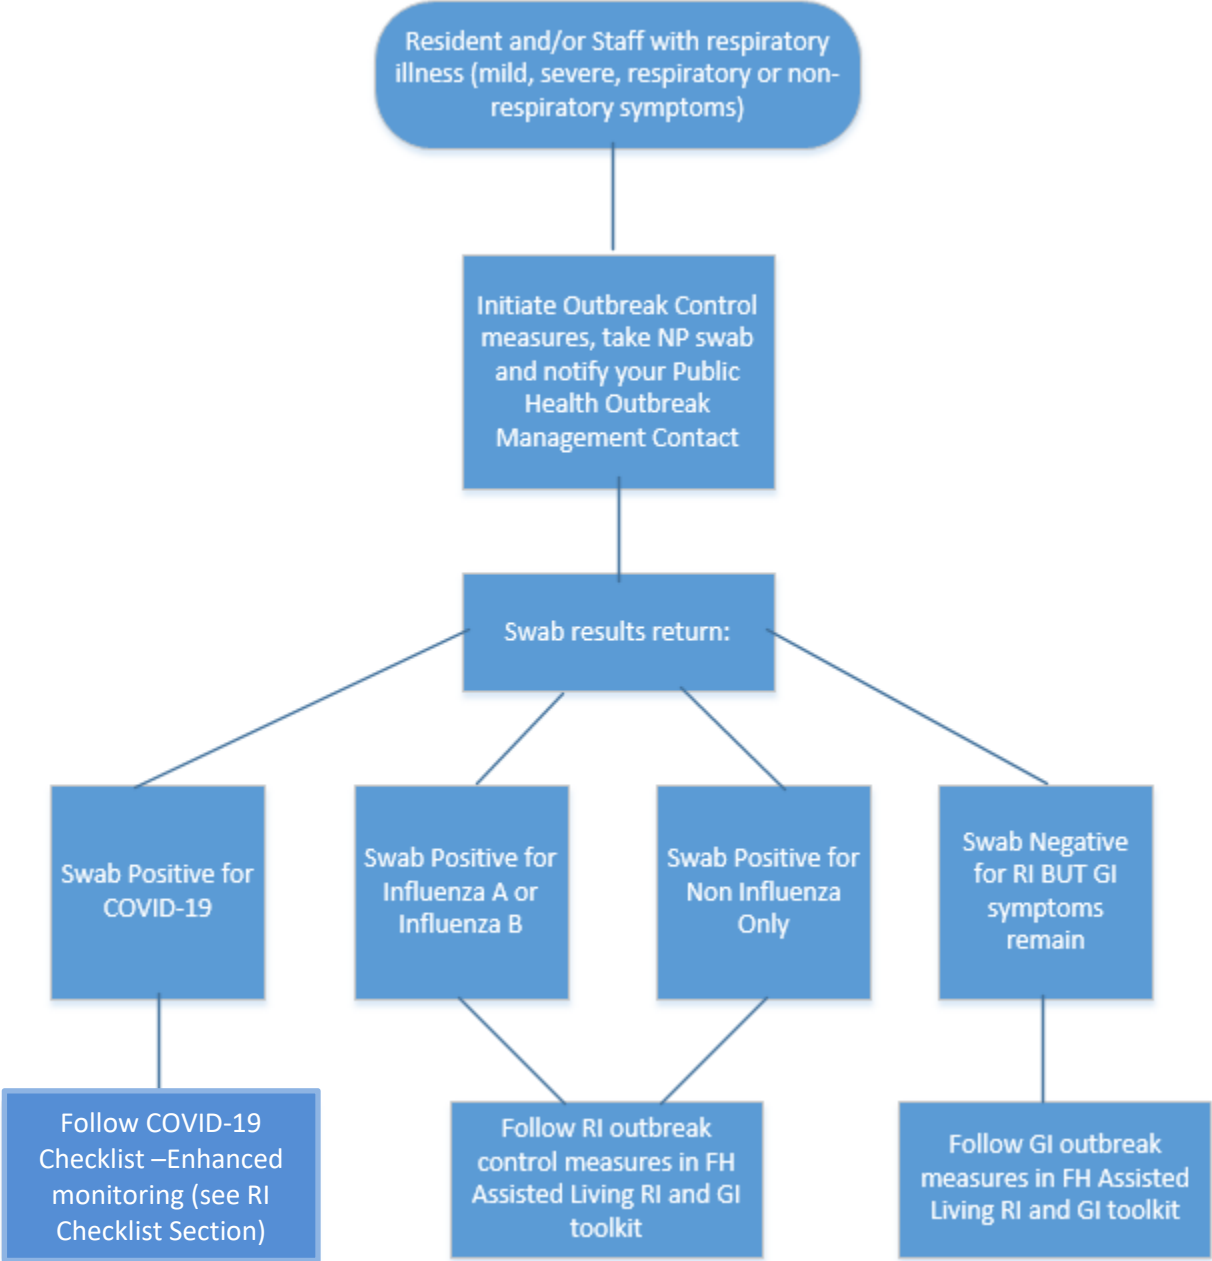 Resident and/or Staff with respiratory
illness (mild, severe, respiratory or non-
respiratory symptoms)
Initiate Outbreak Control
measures, take NP swab
and notify your Public
Health Outbreak
Management Contact
Swab results return:
Swab Positive for
COVID-19
Swab Positive for
Influenza A or
Influenza B
Swab Positive for
Non Influenza
Only
Swab Negative
for RI BUT GI
symptoms
remain
Follow COVID-19
Checklist –Enhanced
monitoring (see RI
Checklist Section)
Follow RI outbreak
control measures in FH
Assisted Living RI and GI
toolkit
Follow GI outbreak
measures in FH Assisted
Living RI and GI toolkit